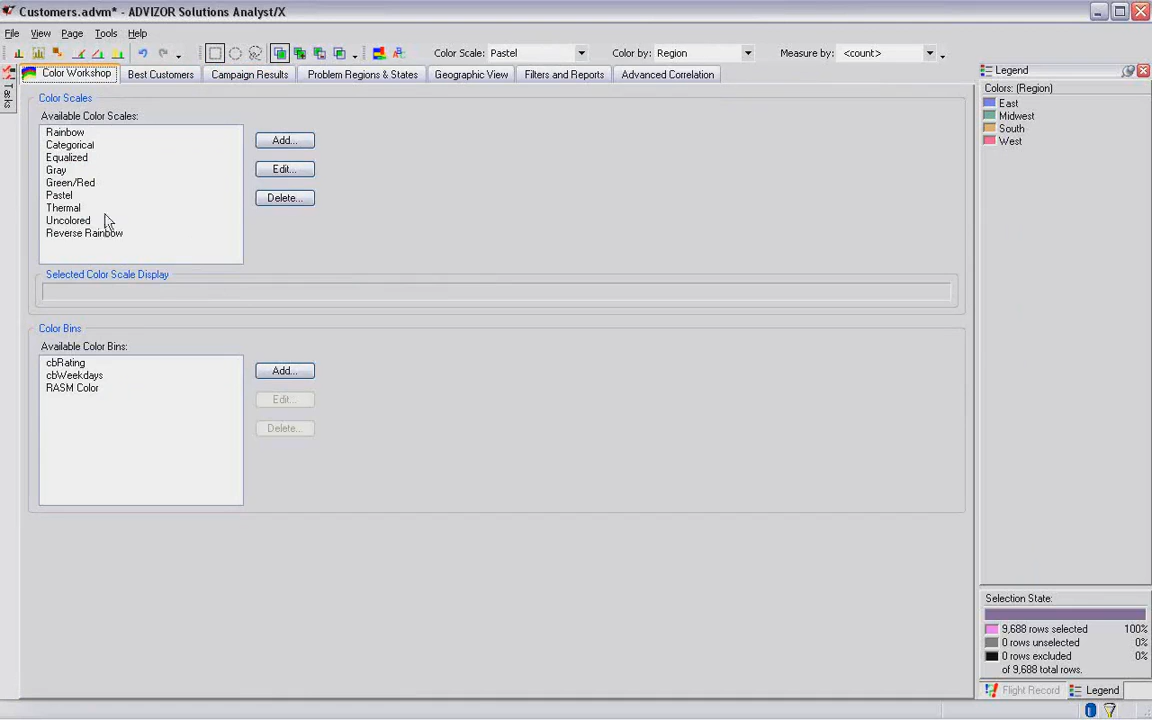 Customers.advm* - ADVIZOR Solutions Analyst/X
File View Page Tools Help
Color Scale: Pastel Color by: Region Measure by: <count>
Tasks
Color Workshop Best Customers Campaign Results Problem Regions & States Geographic View Filters and Reports Advanced Correlation
Color Scales
Available Color Scales:
Rainbow
Categorical
Equalized
Gray
Green/Red
Pastel
Thermal
Uncolored
Reverse Rainbow
Add...
Edit...
Delete...
Selected Color Scale Display
Color Bins
Available Color Bins:
cbRating
cbWeekdays
RASM Color
Add...
Edit...
Delete...
Legend
Colors: (Region)
East
Midwest
South
West
Selection State:
9,688 rows selected 100%
0 rows unselected 0%
0 rows excluded 0%
of 9,688 total rows.
Flight Record Legend